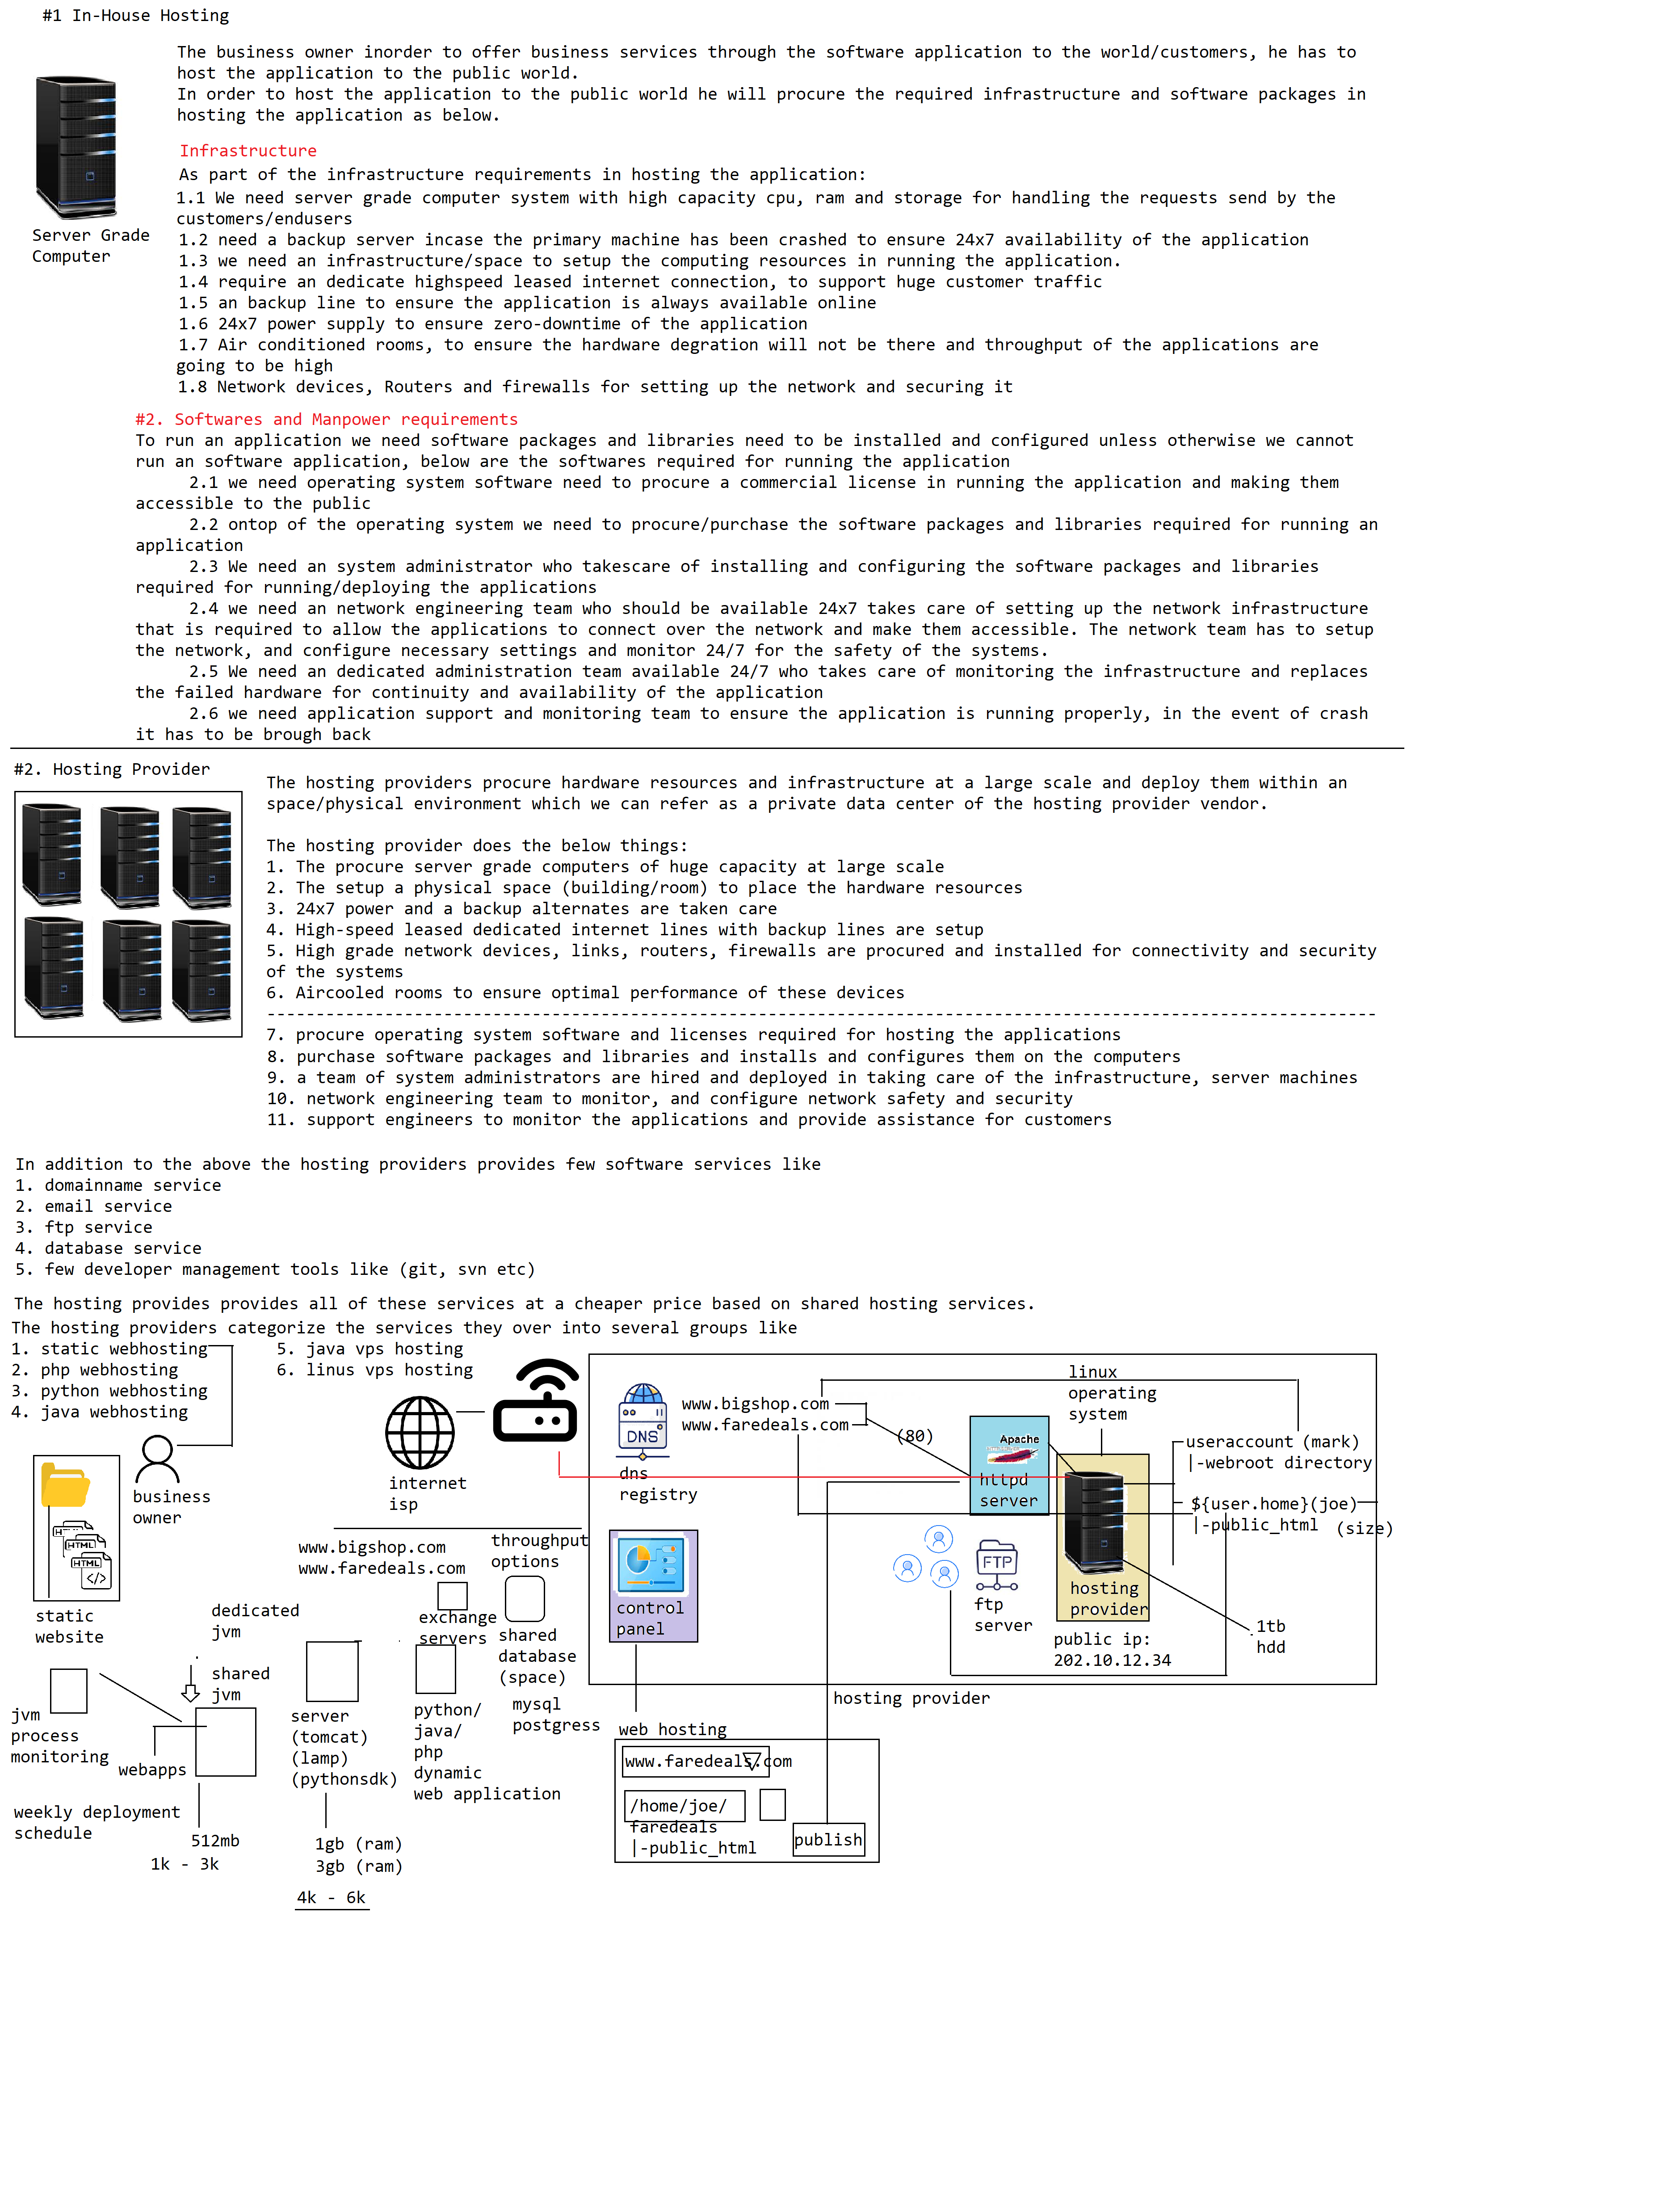 #1 In-House Hosting
The business owner inorder to offer business services through the software application to the world/customers, he has to
host the application to the public world.
In order to host the application to the public world he will procure the required infrastructure and software packages in
hosting the application as below.
Server Grade
Computer
Infrastructure
As part of the infrastructure requirements in hosting the application:
1.1 We need server grade computer system with high capacity cpu, ram and storage for handling the requests send by the
customers/endusers
1.2 need a backup server incase the primary machine has been crashed to ensure 24x7 availability of the application
1.3 we need an infrastructure/space to setup the computing resources in running the application.
1.4 require an dedicate highspeed leased internet connection, to support huge customer traffic
1.5 an backup line to ensure the application is always available online
1.6 24x7 power supply to ensure zero-downtime of the application
1.7 Air conditioned rooms, to ensure the hardware degration will not be there and throughput of the applications are
going to be high
1.8 Network devices, Routers and firewalls for setting up the network and securing it
#2. Softwares and Manpower requirements
To run an application we need software packages and libraries need to be installed and configured unless otherwise we cannot
run an software application, below are the softwares required for running the application
2.1 we need operating system software need to procure a commercial license in running the application and making them
accessible to the public
2.2 ontop of the operating system we need to procure/purchase the software packages and libraries required for running an
application
2.3 We need an system administrator who takescare of installing and configuring the software packages and libraries
required for running/deploying the applications
2.4 we need an network engineering team who should be available 24x7 takes care of setting up the network infrastructure
that is required to allow the applications to connect over the network and make them accessible. The network team has to setup
the network, and configure necessary settings and monitor 24/7 for the safety of the systems.
2.5 We need an dedicated administration team available 24/7 who takes care of monitoring the infrastructure and replaces
the failed hardware for continuity and availability of the application
2.6 we need application support and monitoring team to ensure the application is running properly, in the event of crash
it has to be brough back
#2. Hosting Provider
The hosting providers procure hardware resources and infrastructure at a large scale and deploy them within an
space/physical environment which we can refer as a private data center of the hosting provider vendor.
The hosting provider does the below things:
1. The procure server grade computers of huge capacity at large scale
2. The setup a physical space (building/room) to place the hardware resources
3. 24x7 power and a backup alternates are taken care
4. High-speed leased dedicated internet lines with backup lines are setup
5. High grade network devices, links, routers, firewalls are procured and installed for connectivity and security
of the systems
6. Aircooled rooms to ensure optimal performance of these devices
-----------------------------------------------------------------------------------------------------------------
7. procure operating system software and licenses required for hosting the applications
8. purchase software packages and libraries and installs and configures them on the computers
9. a team of system administrators are hired and deployed in taking care of the infrastructure, server machines
10. network engineering team to monitor, and configure network safety and security
11. support engineers to monitor the applications and provide assistance for customers
In addition to the above the hosting providers provides few software services like
1. domainname service
2. email service
3. ftp service
4. database service
5. few developer management tools like (git, svn etc)
The hosting provides provides all of these services at a cheaper price based on shared hosting services.
The hosting providers categorize the services they over into several groups like
1. static webhosting
2. php webhosting
3. python webhosting
4. java webhosting
5. java vps hosting
6. linus vps hosting
business
owner
HTML
HTML
HTML
</>
static
website
internet
isp
www.bigshop.com
www.faredeals.com
throughput
options
exchange
servers
shared
database
(space)
mysql
postgress
dedicated
jvm
shared
jvm
jvm
process
monitoring
webapps
weekly deployment
schedule
512mb
1k - 3k
server
(tomcat)
(lamp)
(pythonsdk)
1gb (ram)
3gb (ram)
4k - 6k
python/
java/
php
dynamic
web application
DNS
dns
registry
www.bigshop.com
www.faredeals.com
(80)
linux
operating
system
Apache
httpd
server
useraccount (mark)
|-webroot directory
${user.home}(joe)
|-public_html
(size)
control
panel
FTP
ftp
server
hosting
provider
public ip:
202.10.12.34
1tb
hdd
hosting provider
web hosting
www.faredeals.com
/home/joe/
faredeals
|-public_html
publish